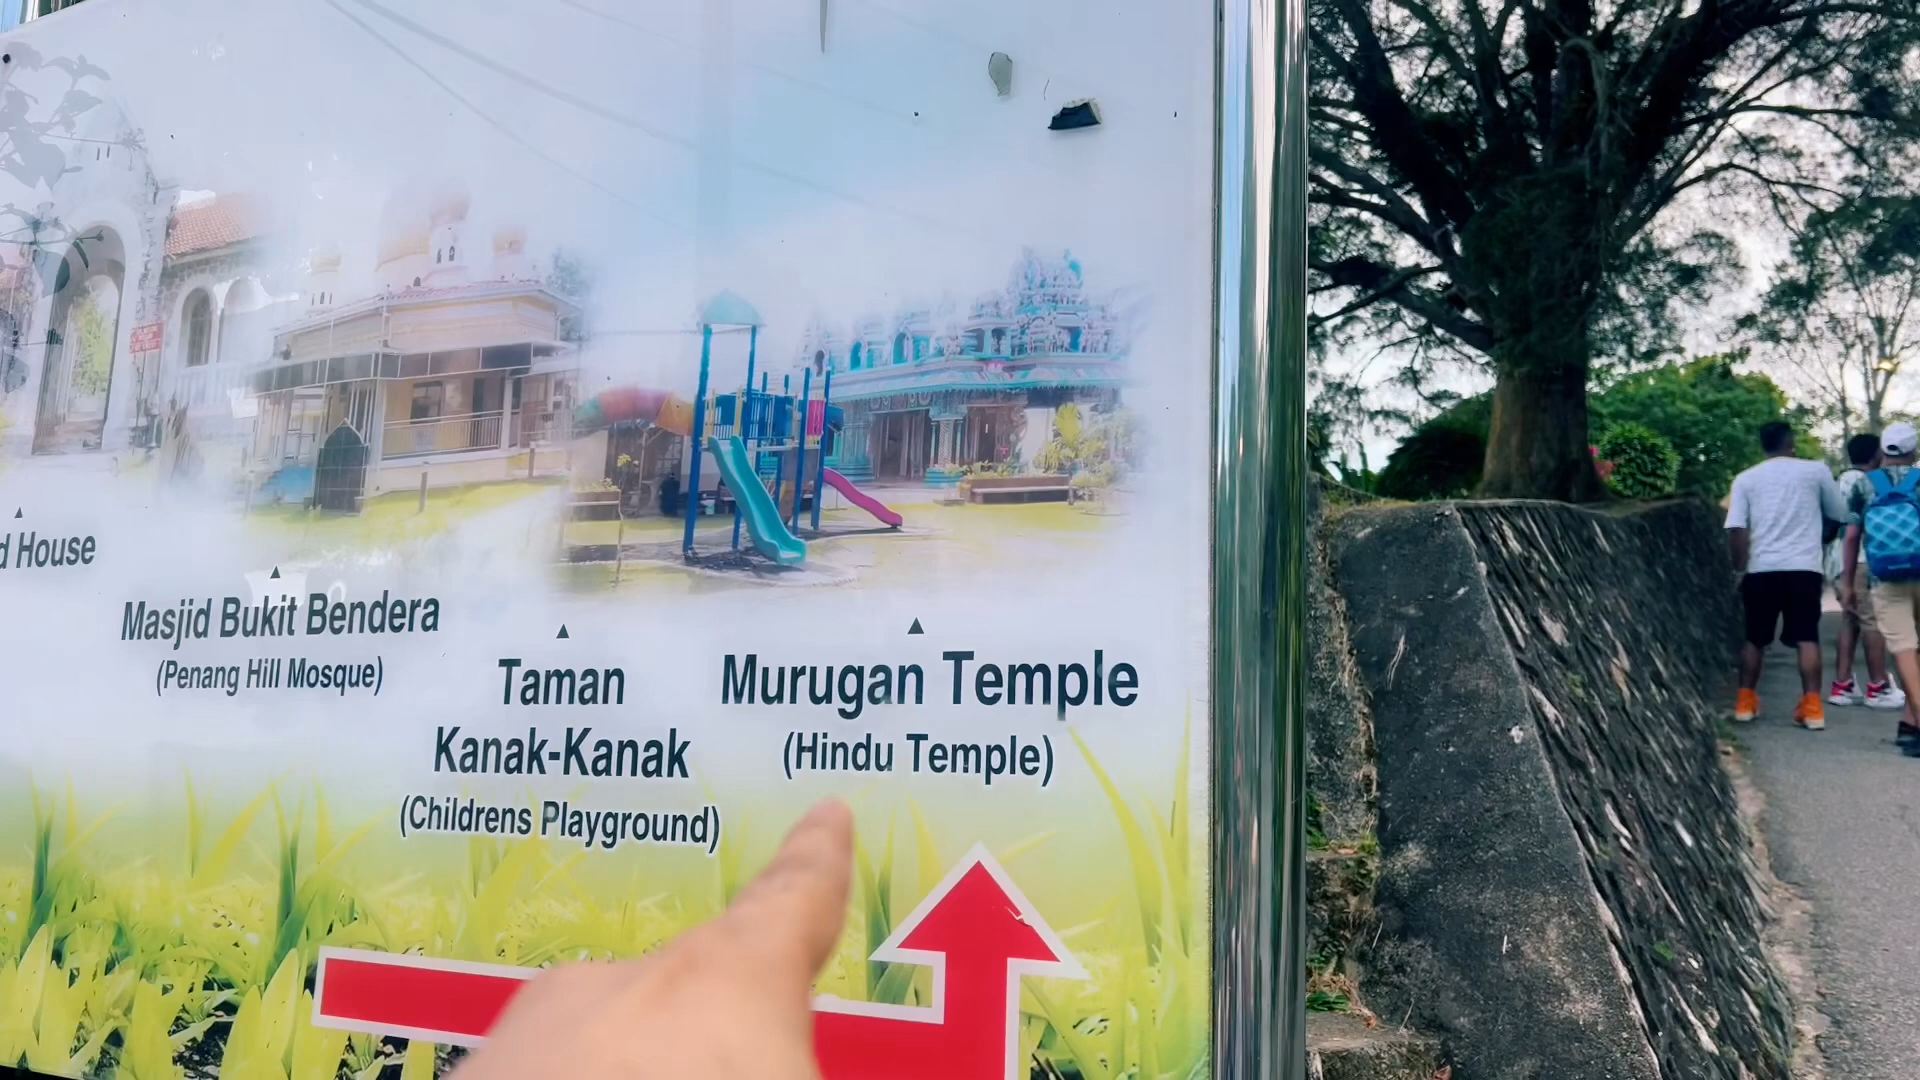 House
Masjid Bukit Bendera
(Penang Hill Mosque)
Taman
Kanak-Kanak
(Childrens Playground)
Murugan Temple
(Hindu Temple)